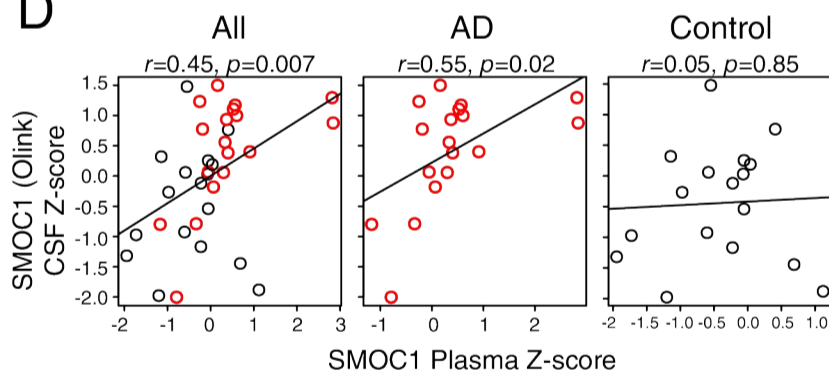 D
All AD Control
r=0.45, p=0.007 r=0.55, p=0.02 r=0.05, p=0.85
SMOC1 (Olink)
CSF Z-score
1.5
1.0
0.5
0.0
-0.5
-1.0
-1.5
-2.0
-2 -1 0 1 2 3 -1 0 1 2 -2 -1.5 -1.0 -0.5 0.0 0.5 1.0
SMOC1 Plasma Z-score